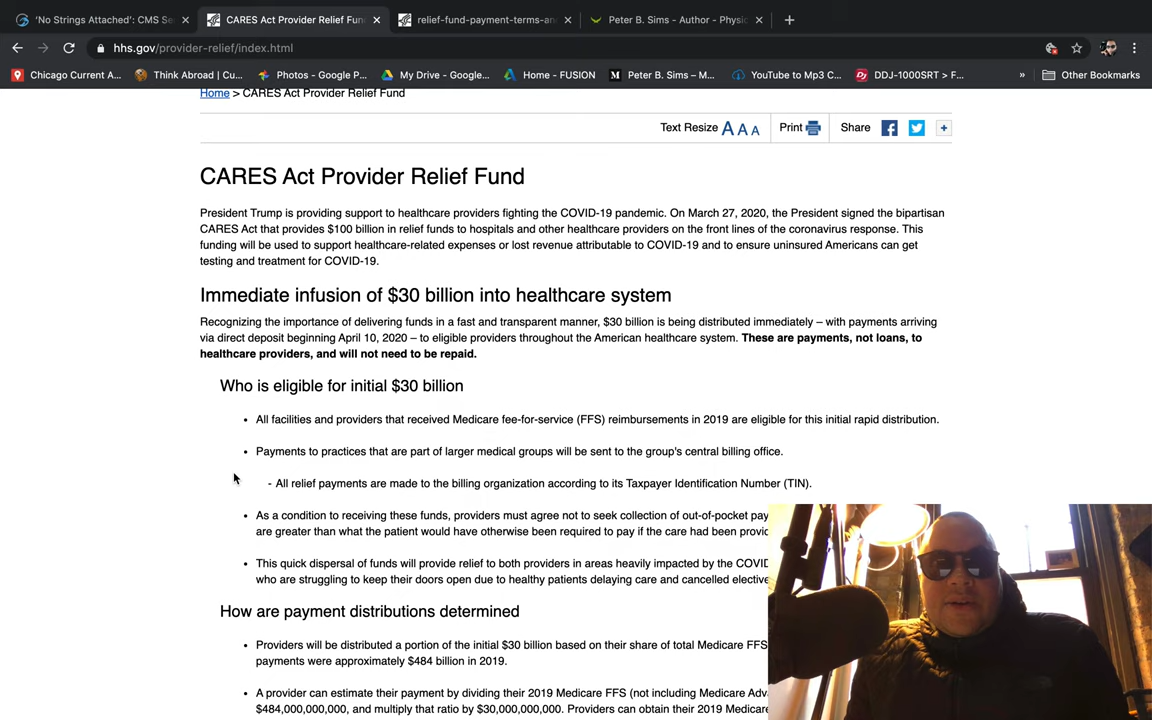 'No Strings Attached': CMS Se
CARES Act Provider Relief Fun
relief-fund-payment-terms-an
Peter B. Sims - Author - Physic
hhs.gov/provider-relief/index.html
Chicago Current A...
Think Abroad | Cu...
Photos - Google P...
My Drive - Google...
Home - FUSION
Peter B. Sims – M...
YouTube to Mp3 C...
DDJ-1000SRT > F...
»
Other Bookmarks
Home > CARES Act Provider Relief Fund
Text Resize A A A
Print
Share
CARES Act Provider Relief Fund
President Trump is providing support to healthcare providers fighting the COVID-19 pandemic. On March 27, 2020, the President signed the bipartisan
CARES Act that provides $100 billion in relief funds to hospitals and other healthcare providers on the front lines of the coronavirus response. This
funding will be used to support healthcare-related expenses or lost revenue attributable to COVID-19 and to ensure uninsured Americans can get
testing and treatment for COVID-19.
Immediate infusion of $30 billion into healthcare system
Recognizing the importance of delivering funds in a fast and transparent manner, $30 billion is being distributed immediately – with payments arriving
via direct deposit beginning April 10, 2020 – to eligible providers throughout the American healthcare system. These are payments, not loans, to
healthcare providers, and will not need to be repaid.
Who is eligible for initial $30 billion
• All facilities and providers that received Medicare fee-for-service (FFS) reimbursements in 2019 are eligible for this initial rapid distribution.
• Payments to practices that are part of larger medical groups will be sent to the group's central billing office.
- All relief payments are made to the billing organization according to its Taxpayer Identification Number (TIN).
• As a condition to receiving these funds, providers must agree not to seek collection of out-of-pocket pay
are greater than what the patient would have otherwise been required to pay if the care had been provid
• This quick dispersal of funds will provide relief to both providers in areas heavily impacted by the COVID
who are struggling to keep their doors open due to healthy patients delaying care and cancelled elective
How are payment distributions determined
• Providers will be distributed a portion of the initial $30 billion based on their share of total Medicare FFS
payments were approximately $484 billion in 2019.
• A provider can estimate their payment by dividing their 2019 Medicare FFS (not including Medicare Adva
$484,000,000,000, and multiply that ratio by $30,000,000,000. Providers can obtain their 2019 Medicare